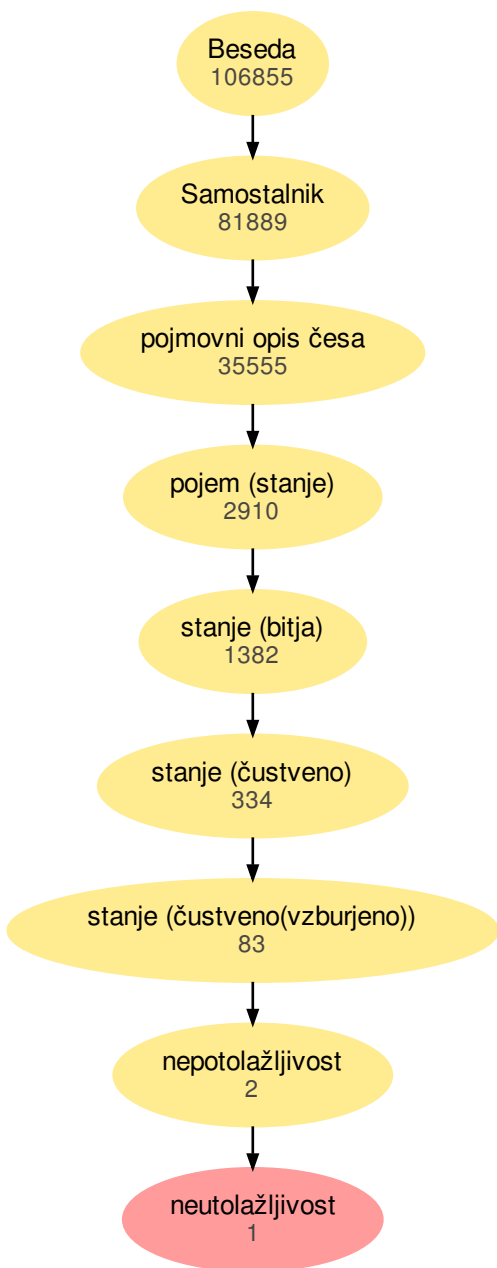 Beseda
106855
Samostalnik
81889
pojmovni opis česa
35555
pojem (stanje)
2910
stanje (bitja)
1382
stanje (čustveno)
334
stanje (čustveno(vzburjeno))
83
nepotolažljivost
2
neutolažljivost
1